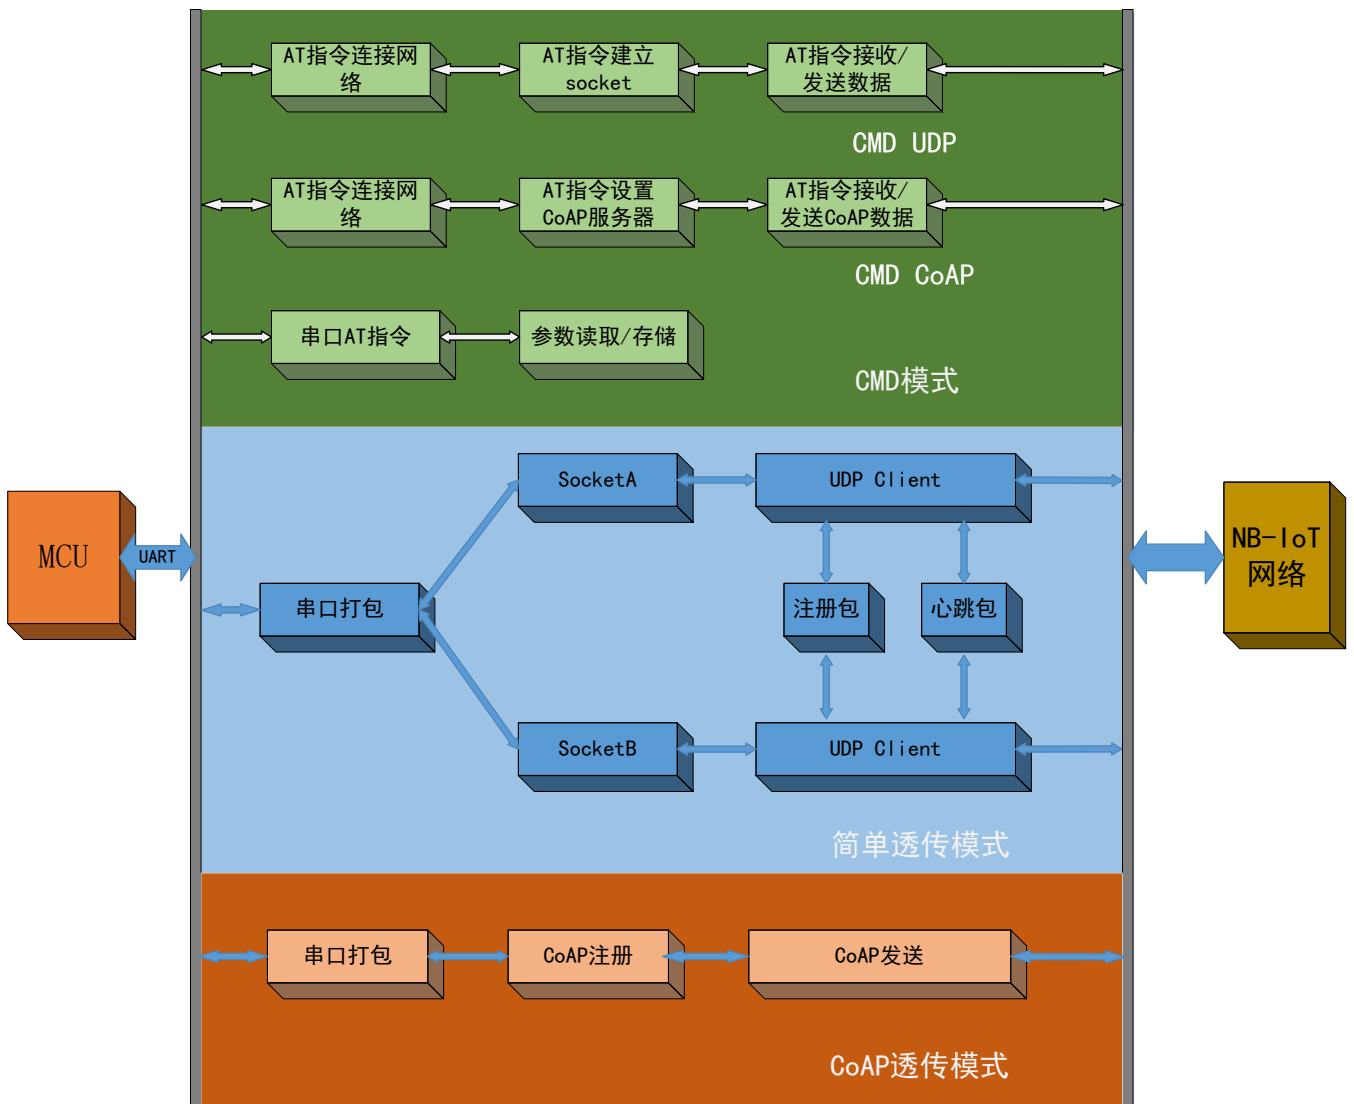 AT指令连接网
络
AT指令建立
socket
AT指令接收/
发送数据
CMD UDP
AT指令连接网
络
AT指令设置
CoAP服务器
AT指令接收/
发送CoAP数据
CMD CoAP
串口AT指令
参数读取/存储
CMD模式
MCU
UART
串口打包
SocketA
UDP Client
注册包
心跳包
SocketB
UDP Client
简单透传模式
NB-IoT
网络
串口打包
CoAP注册
CoAP发送
CoAP透传模式